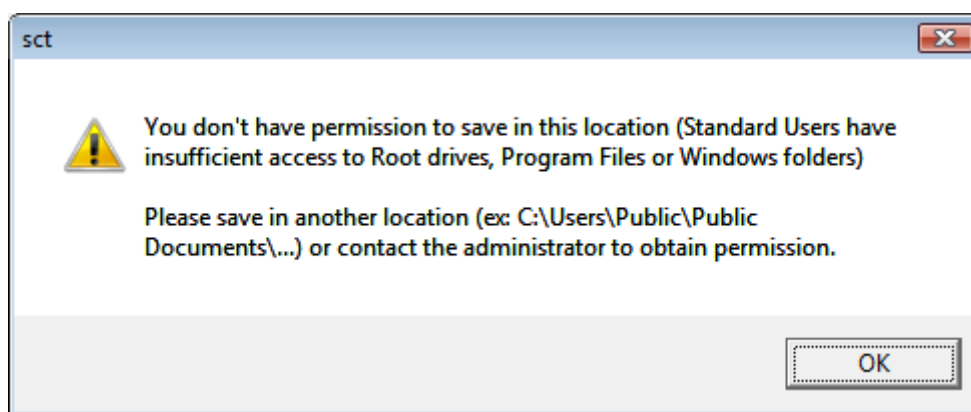 sct
You don't have permission to save in this location (Standard Users have
insufficient access to Root drives, Program Files or Windows folders)
Please save in another location (ex: C:\Users\Public\Public
Documents\...) or contact the administrator to obtain permission.
OK